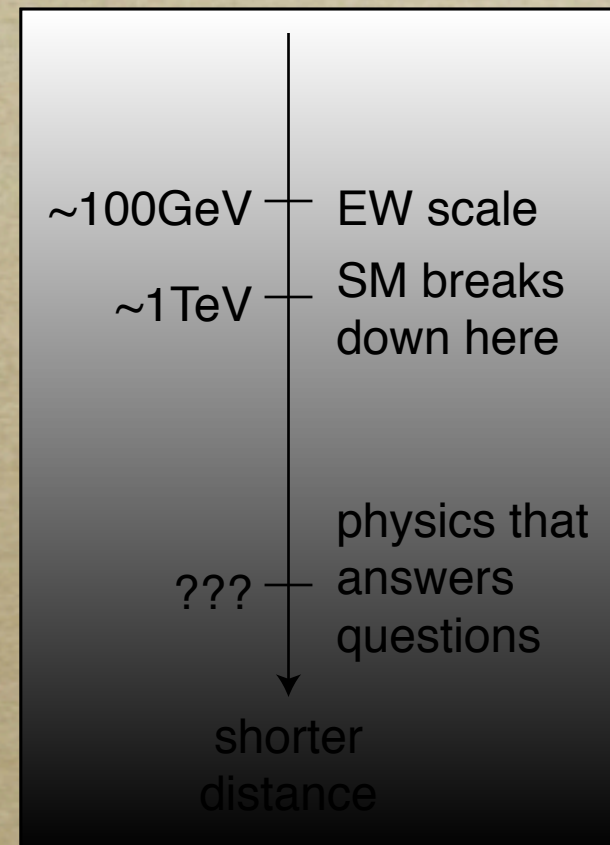 ~100GeV EW scale
~1TeV SM breaks
down here
physics that
??? answers
questions
shorter
distance